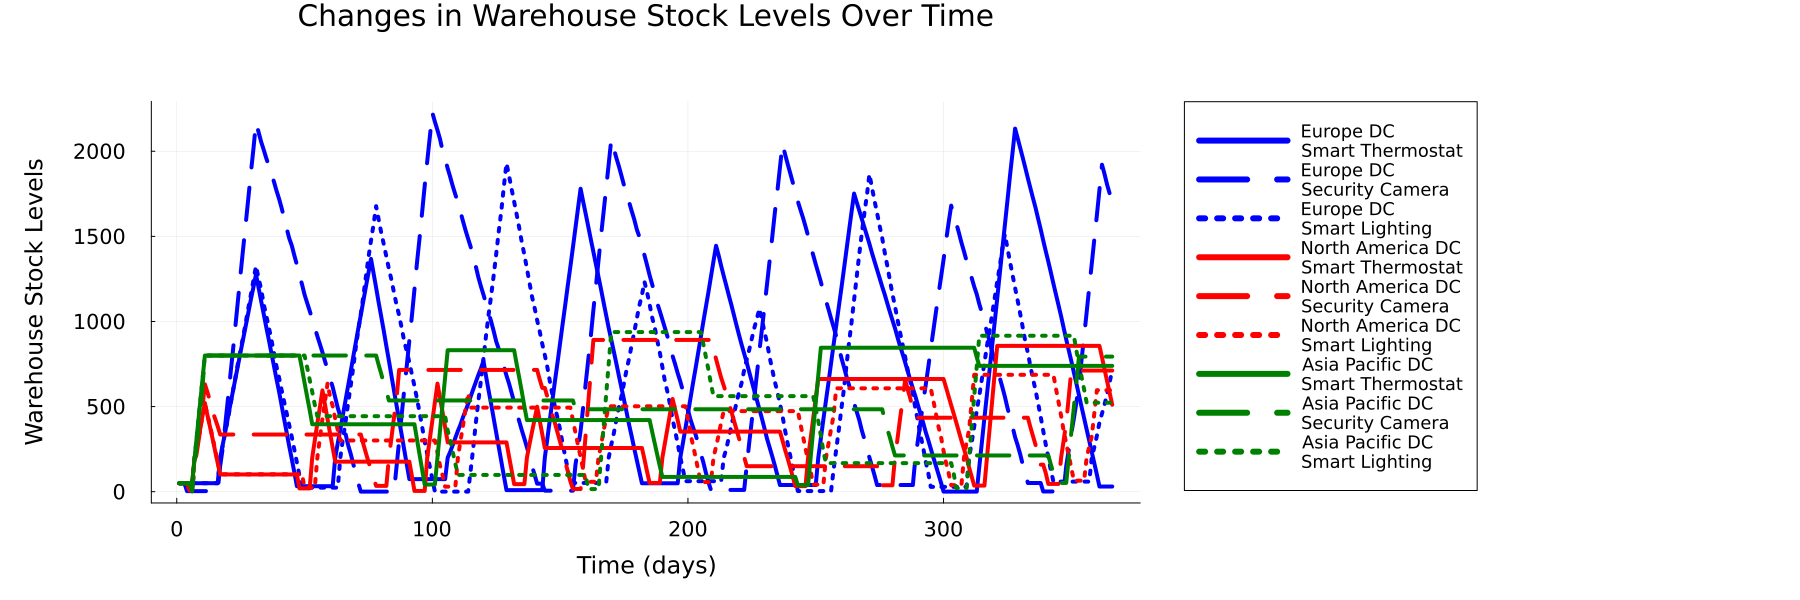 Changes in Warehouse Stock Levels Over Time
Warehouse Stock Levels
2000
1500
1000
500
0
0 100 200 300
Time (days)
Europe DC
Smart Thermostat
Europe DC
Security Camera
Europe DC
Smart Lighting
North America DC
Smart Thermostat
North America DC
Security Camera
North America DC
Smart Lighting
Asia Pacific DC
Smart Thermostat
Asia Pacific DC
Security Camera
Asia Pacific DC
Smart Lighting